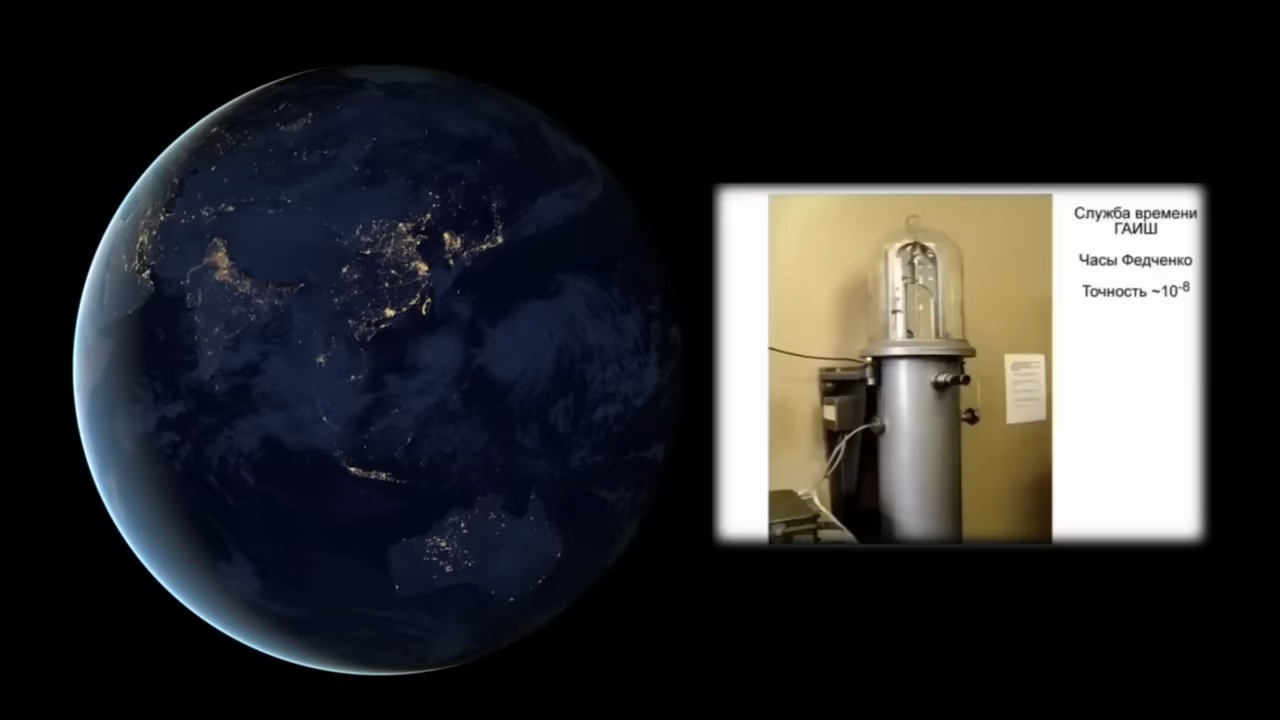 Служба времени
ГАИШ
Часы Федченко
Точность ~10⁻⁸